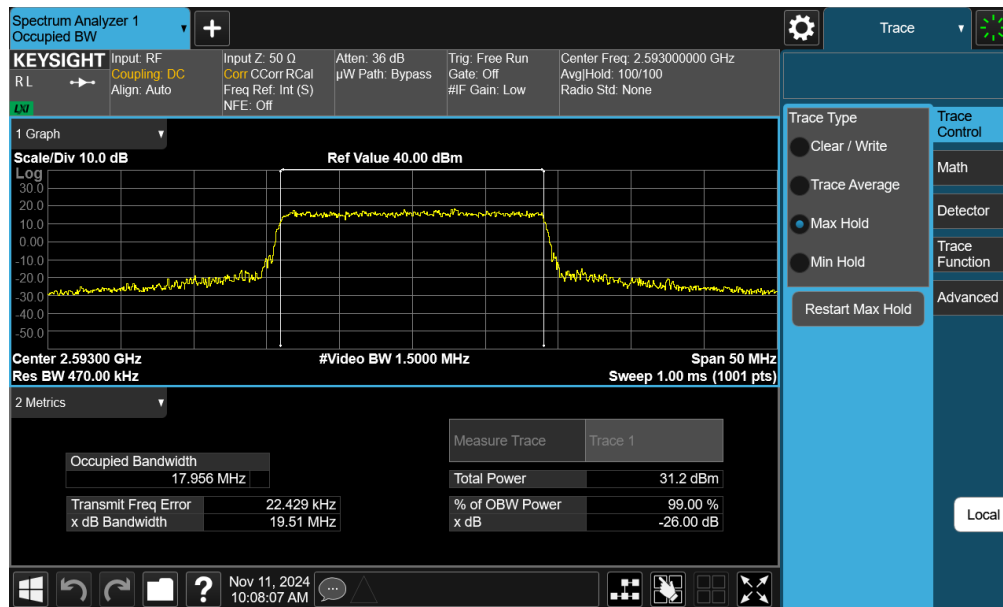 Spectrum Analyzer 1
Occupied BW
Trace
KEYSIGHT
RL
LXI
Input: RF
Coupling: DC
Align: Auto
Input Z: 50 Ω
Corr CCorr RCal
Freq Ref: Int (S)
NFE: Off
Atten: 36 dB
µW Path: Bypass
Trig: Free Run
Gate: Off
#IF Gain: Low
Center Freq: 2.593000000 GHz
Avg|Hold: 100/100
Radio Std: None
1 Graph
Scale/Div 10.0 dB
Ref Value 40.00 dBm
Log
30.0
20.0
10.0
0.00
-10.0
-20.0
-30.0
-40.0
-50.0
Center 2.59300 GHz
#Video BW 1.5000 MHz
Span 50 MHz
Res BW 470.00 kHz
Sweep 1.00 ms (1001 pts)
2 Metrics
Measure Trace
Trace 1
Occupied Bandwidth
17.956 MHz
Total Power
31.2 dBm
Transmit Freq Error
22.429 kHz
% of OBW Power
99.00 %
x dB Bandwidth
19.51 MHz
x dB
-26.00 dB
Trace Type
Clear / Write
Trace Average
Max Hold
Min Hold
Restart Max Hold
Trace
Control
Math
Detector
Trace
Function
Advanced
Local
?
Nov 11, 2024
10:08:07 AM